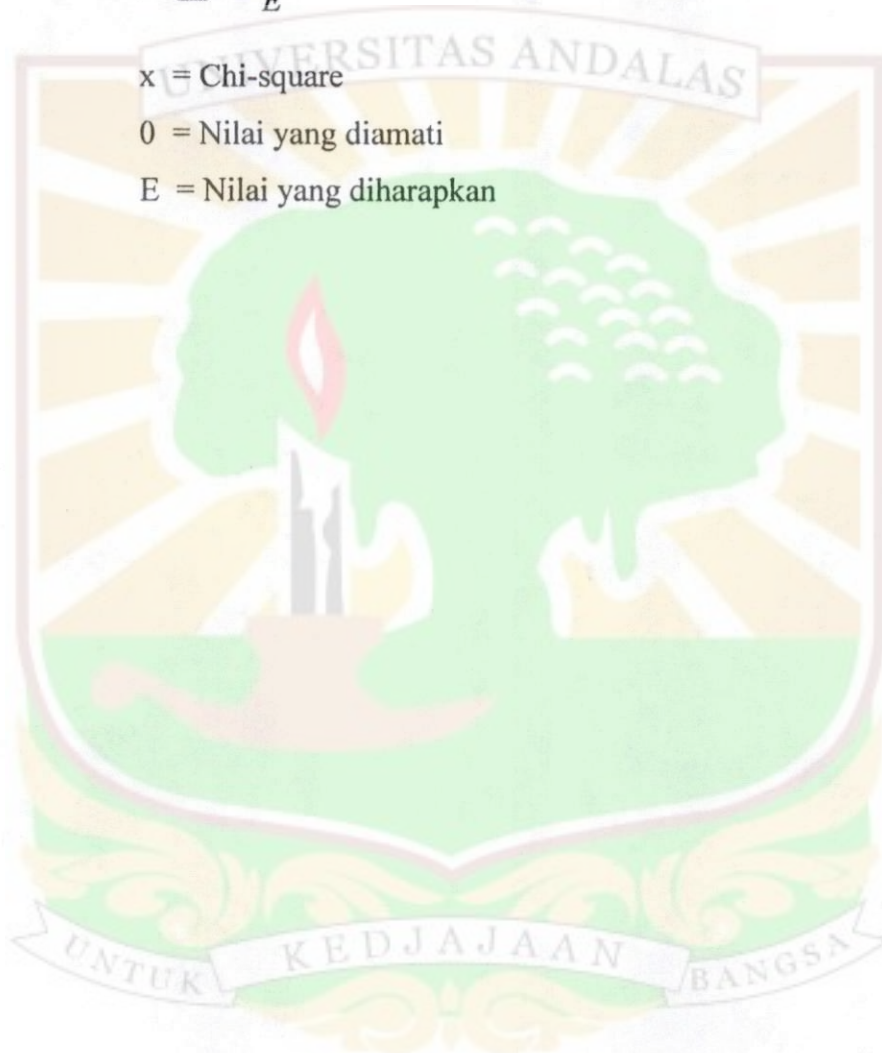 E
UNIVERSITAS ANDALAS
x = Chi-square
0 = Nilai yang diamati
E = Nilai yang diharapkan
UNTUK KEDJAJAAN BANGSA